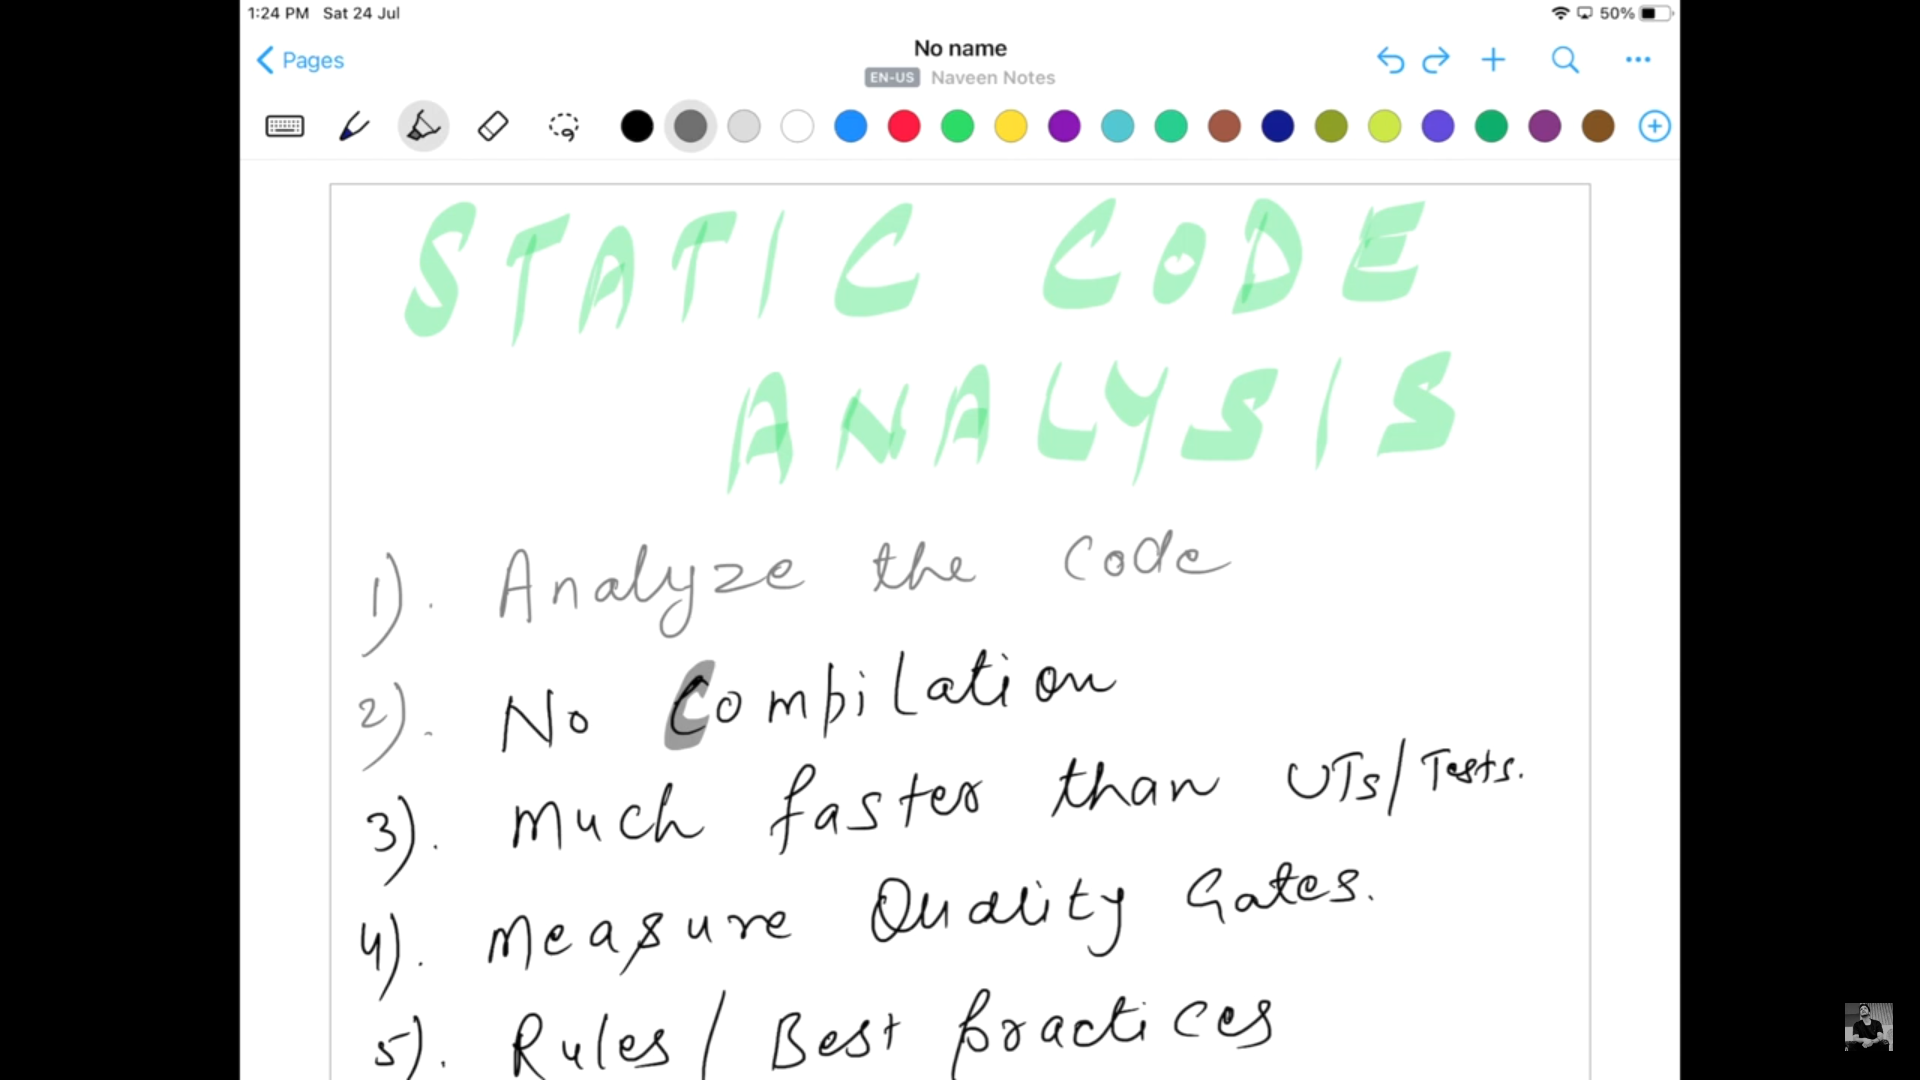 1:24 PM Sat 24 Jul
50%
Pages
No name
EN-US Naveen Notes
STATIC CODE
ANALYSIS
1). Analyze the Code
2). No Compilation
3). Much faster than UTs/Tests.
4). Measure Quality Gates.
5). Rules / Best practices